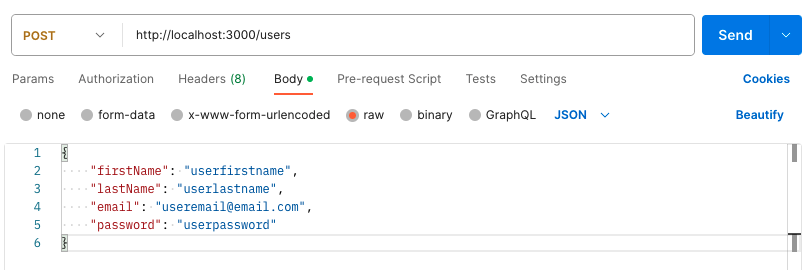 POST http://localhost:3000/users Send
Params Authorization Headers (8) Body Pre-request Script Tests Settings Cookies
none form-data x-www-form-urlencoded raw binary GraphQL JSON Beautify
1 {
2 "firstName": "userfirstname",
3 "lastName": "userlastname",
4 "email": "useremail@email.com",
5 "password": "userpassword"
6 }